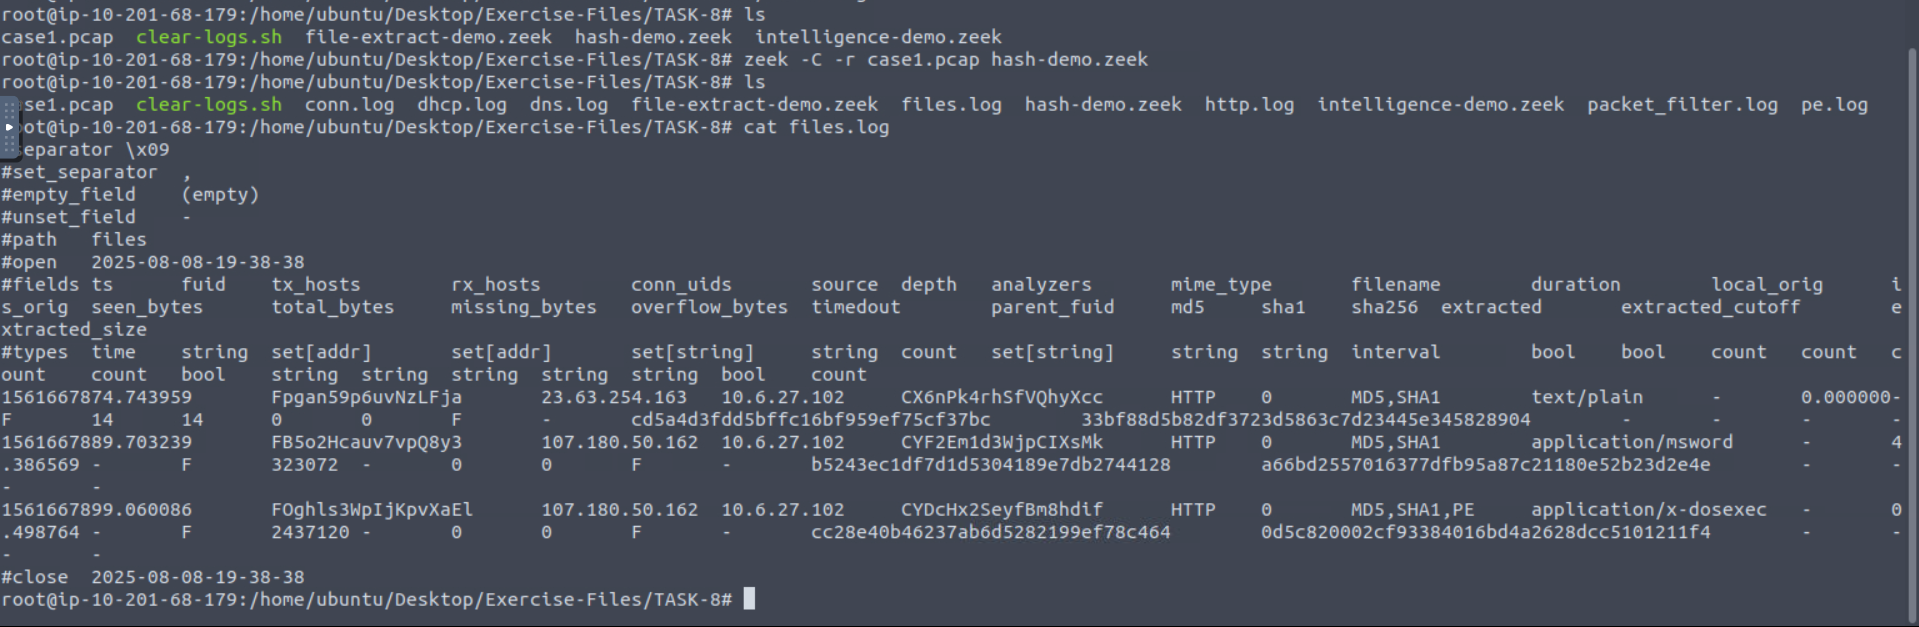 root@ip-10-201-68-179:/home/ubuntu/Desktop/Exercise-Files/TASK-8# ls
case1.pcap  clear-logs.sh  file-extract-demo.zeek  hash-demo.zeek  intelligence-demo.zeek
root@ip-10-201-68-179:/home/ubuntu/Desktop/Exercise-Files/TASK-8# zeek -C -r case1.pcap hash-demo.zeek
root@ip-10-201-68-179:/home/ubuntu/Desktop/Exercise-Files/TASK-8# ls
se1.pcap  clear-logs.sh  conn.log  dhcp.log  dns.log  file-extract-demo.zeek  files.log  hash-demo.zeek  http.log  intelligence-demo.zeek  packet_filter.log  pe.log
ot@ip-10-201-68-179:/home/ubuntu/Desktop/Exercise-Files/TASK-8# cat files.log
separator \x09
#set_separator  ,
#empty_field    (empty)
#unset_field    -
#path   files
#open   2025-08-08-19-38-38
#fields ts      fuid    tx_hosts        rx_hosts        conn_uids       source  depth   analyzers       mime_type       filename        duration        local_orig      i
s_orig  seen_bytes      total_bytes     missing_bytes   overflow_bytes  timedout        parent_fuid     md5     sha1    sha256  extracted       extracted_cutoff        e
xtracted_size
#types  time    string  set[addr]       set[addr]       set[string]     string  count   set[string]     string  string  interval        bool    bool    count   count   c
ount    count   bool    string  string  string  string  string  bool    count
1561667874.743959       Fpgan59p6uvNzLFja       23.63.254.163   10.6.27.102     CX6nPk4rhSfVQhyXcc      HTTP    0       MD5,SHA1        text/plain      -       0.000000-
F       14      14      0       0       F       -       cd5a4d3fdd5bffc16bf959ef75cf37bc        33bf88d5b82df3723d5863c7d23445e345828904        -       -       -
1561667889.703239       FB5o2Hcauv7vpQ8y3       107.180.50.162  10.6.27.102     CYF2Em1d3WjpCIXsMk      HTTP    0       MD5,SHA1        application/msword      -       4
.386569 -       F       323072  -       0       0       F       -       b5243ec1df7d1d5304189e7db2744128        a66bd2557016377dfb95a87c21180e52b23d2e4e        -       -
-       -
1561667899.060086       FOghls3WpIjKpvXaEl      107.180.50.162  10.6.27.102     CYDcHx2SeyfBm8hdif      HTTP    0       MD5,SHA1,PE     application/x-dosexec   -       0
.498764 -       F       2437120 -       0       0       F       -       cc28e40b46237ab6d5282199ef78c464        0d5c820002cf93384016bd4a2628dcc5101211f4        -       -
-       -
#close  2025-08-08-19-38-38
root@ip-10-201-68-179:/home/ubuntu/Desktop/Exercise-Files/TASK-8#